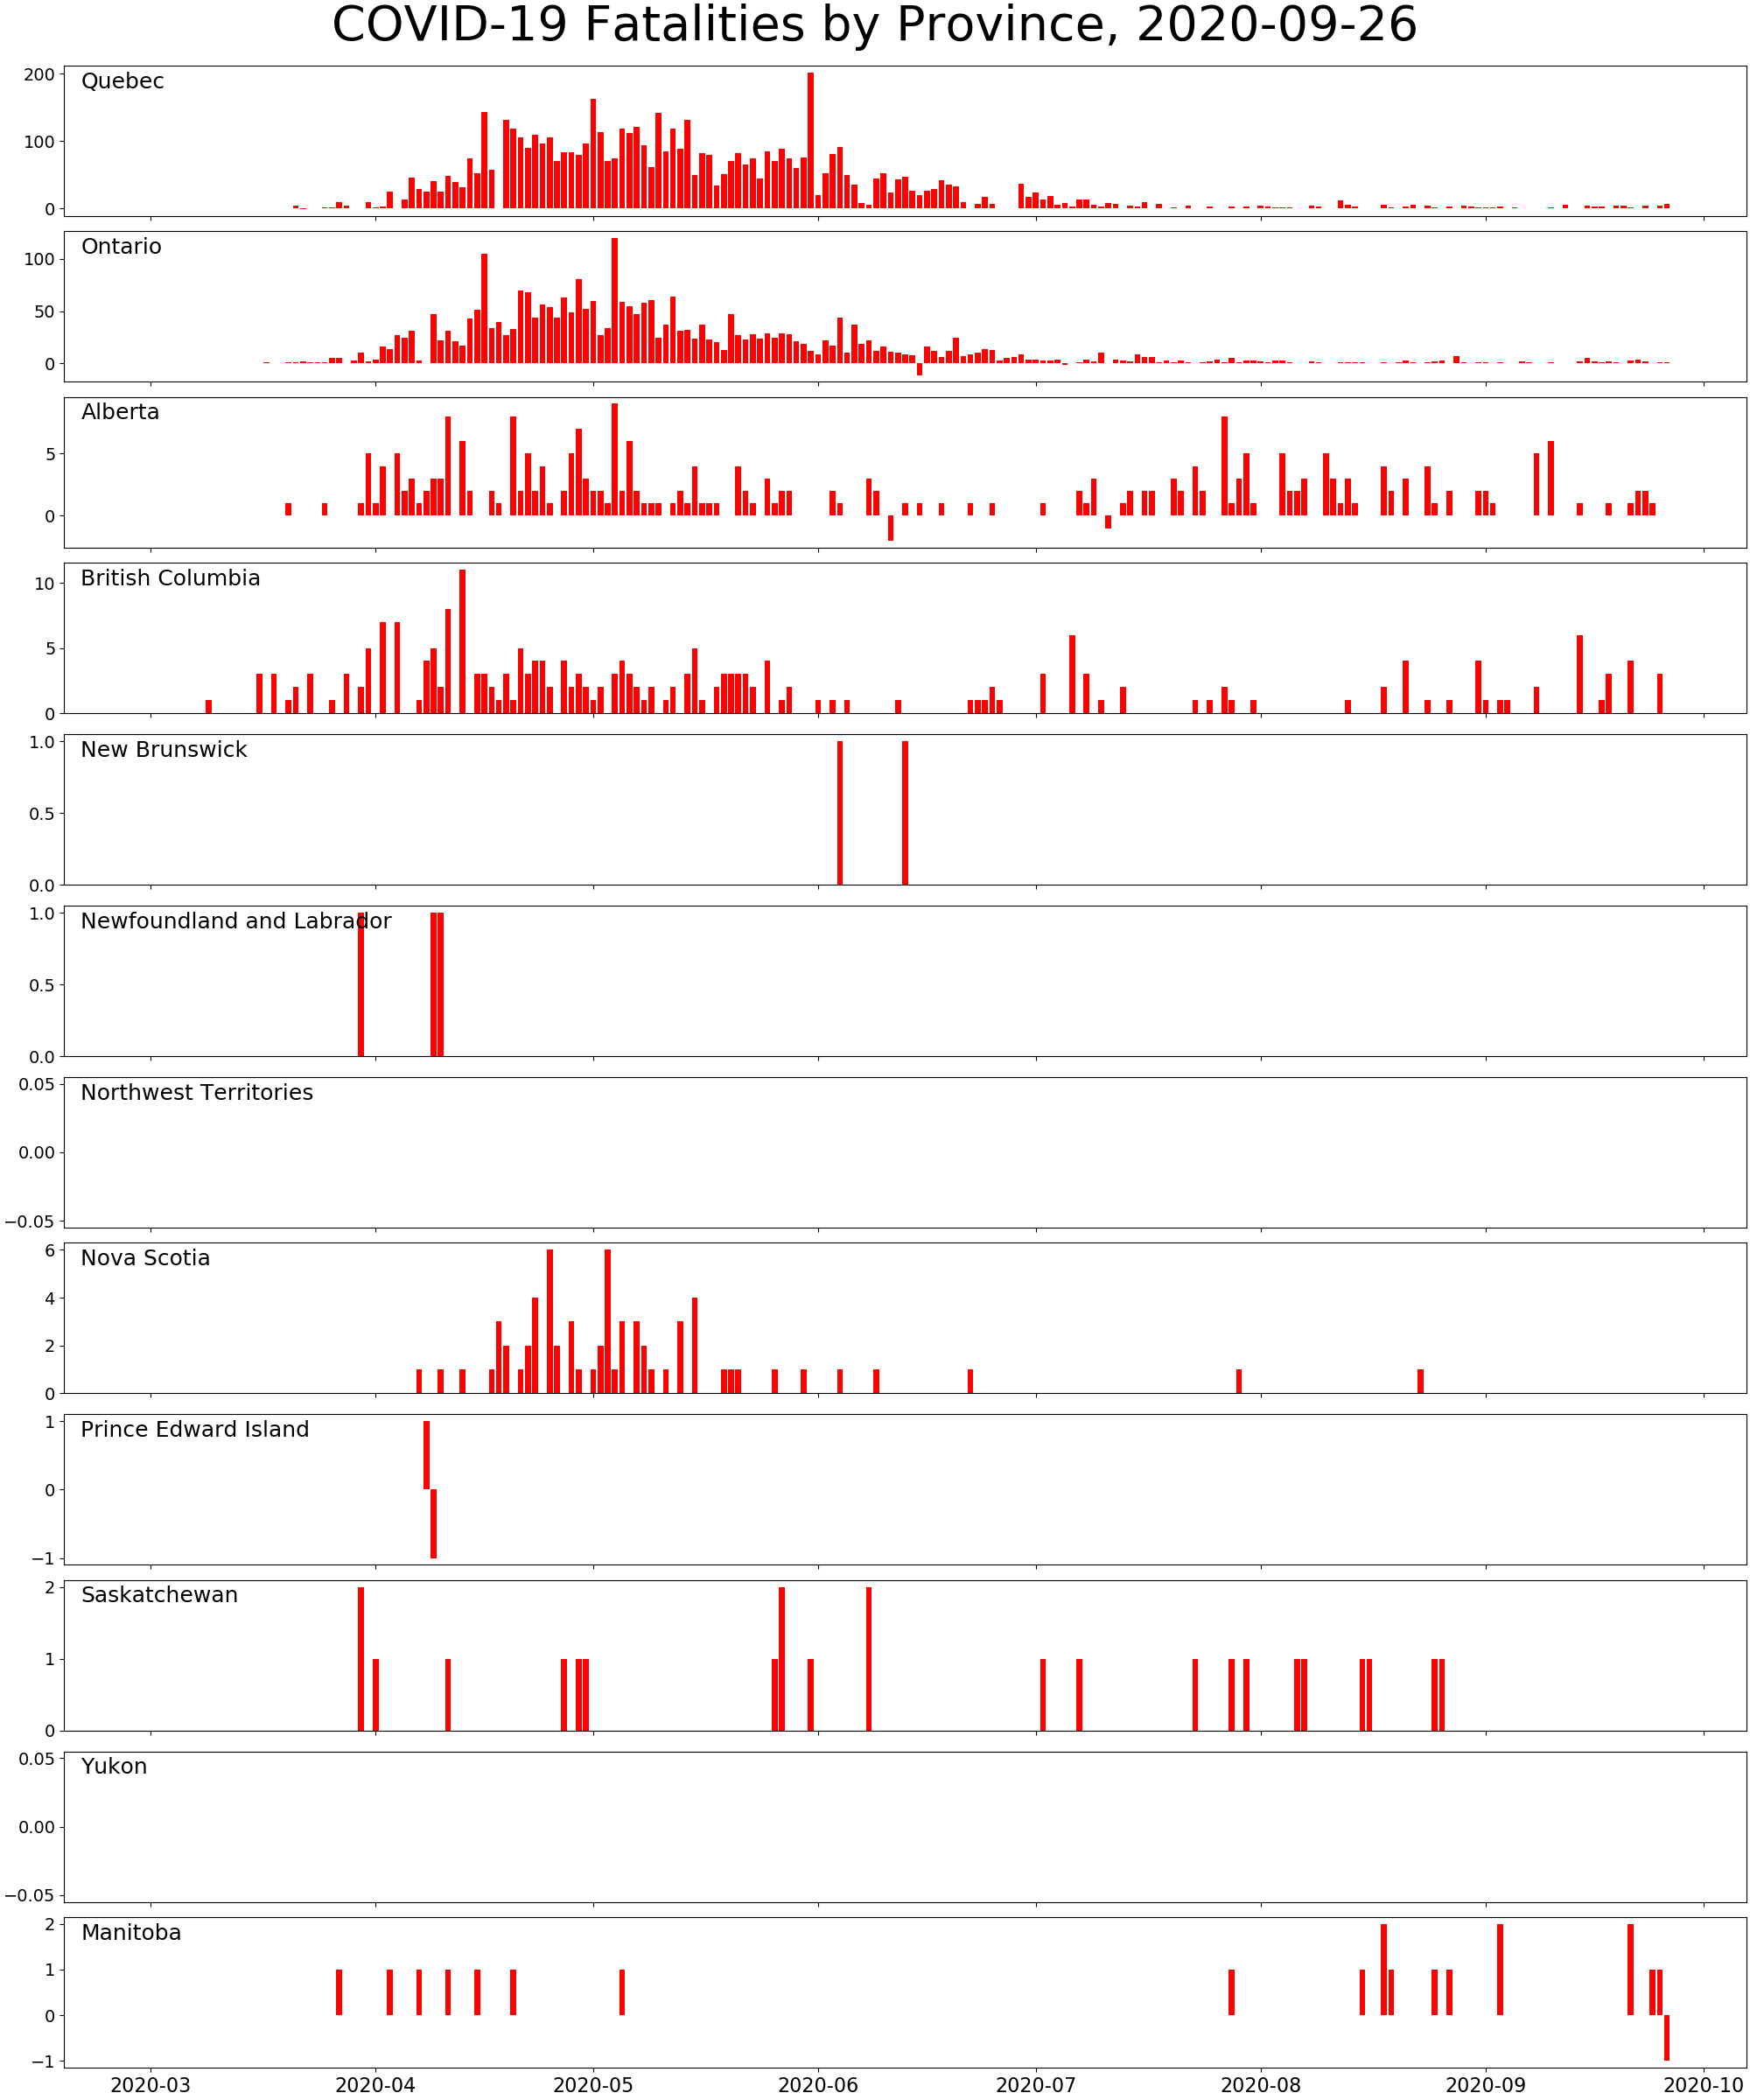 COVID-19 Fatalities by Province, 2020-09-26
Quebec
200
100
0
Ontario
100
50
0
Alberta
5
0
British Columbia
10
5
0
New Brunswick
1.0
0.5
0.0
Newfoundland and Labrador
1.0
0.5
0.0
Northwest Territories
0.05
0.00
−0.05
Nova Scotia
6
4
2
0
Prince Edward Island
1
0
−1
Saskatchewan
2
1
0
Yukon
0.05
0.00
−0.05
Manitoba
2
1
0
−1
2020-03 2020-04 2020-05 2020-06 2020-07 2020-08 2020-09 2020-10